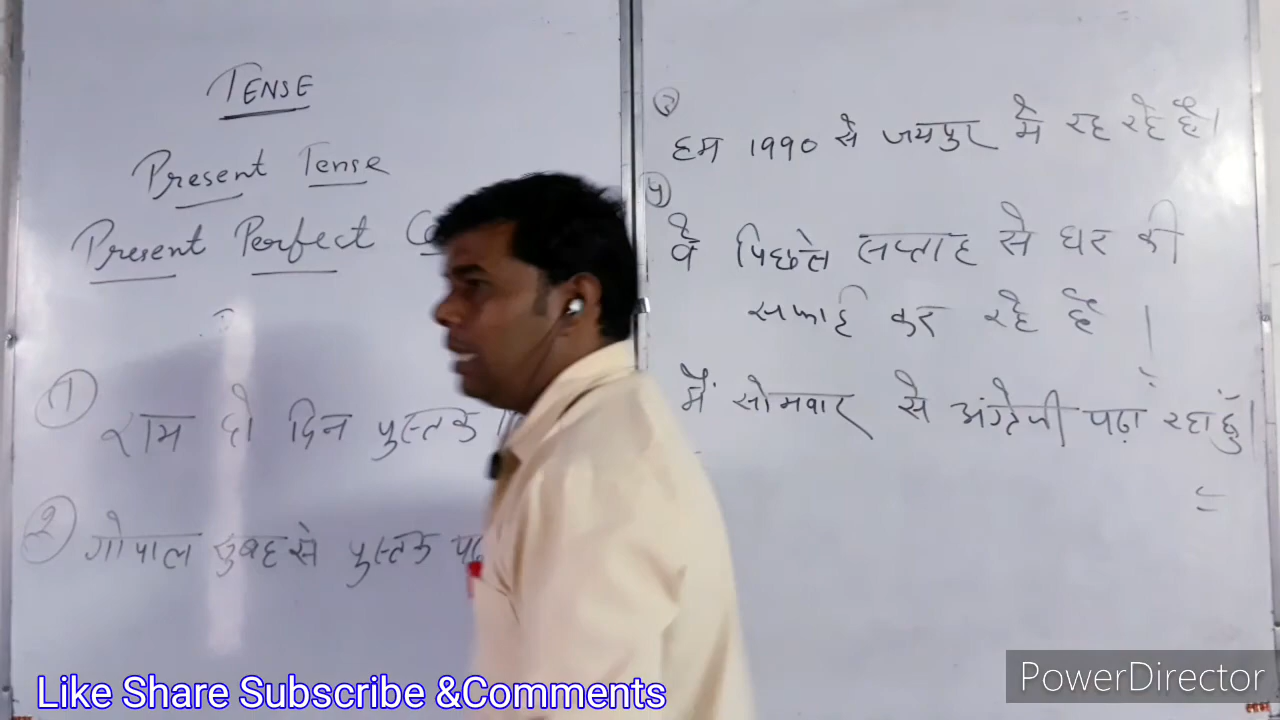 TENSE
Present Tense
Present Perfect
①
राम दो दिन पुस्तक
② गोपाल सुबह से पुस्तक
③
हम 1990 से जयपुर में रह रहे है।
४
वे पिछले सप्ताह से घर की
सफाई कर रहे है ।
मैं सोमवार से अंग्रेजी पढ़ा रहा हुँ।
Like Share Subscribe &Comments
PowerDirector